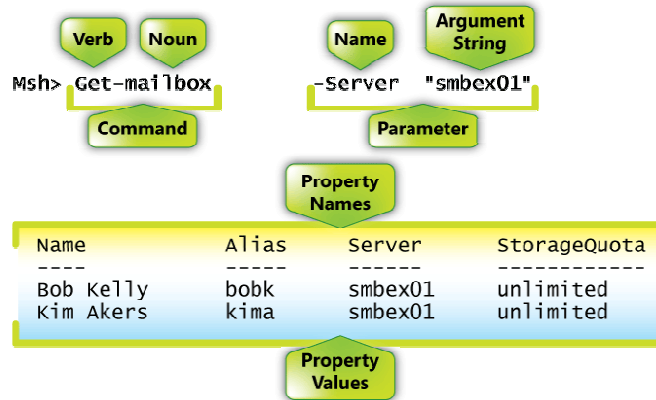 Verb Noun Name Argument String
Msh> Get-mailbox -Server "smbex01"
Command Parameter
Property Names
Name Alias Server StorageQuota
---- ----- ------ ------------
Bob Kelly bobk smbex01 unlimited
Kim Akers kima smbex01 unlimited
Property Values